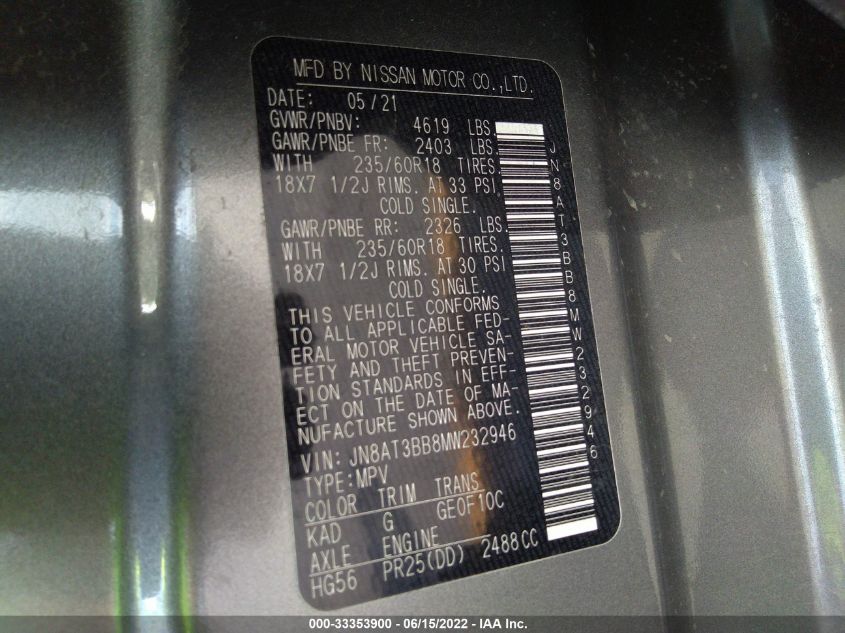 MFD BY NISSAN MOTOR CO.,LTD.
DATE: 05/21
GVWR/PNBV: 4619 LBS.
GAWR/PNBE FR: 2403 LBS.
WITH 235/60R18 TIRES.
18X7 1/2J RIMS. AT 33 PSI
COLD SINGLE.
GAWR/PNBE RR: 2326 LBS.
WITH 235/60R18 TIRES.
18X7 1/2J RIMS. AT 30 PSI
COLD SINGLE.
THIS VEHICLE CONFORMS
TO ALL APPLICABLE FED-
ERAL MOTOR VEHICLE SA-
FETY AND THEFT PREVEN-
TION STANDARDS IN EFF-
ECT ON THE DATE OF MA-
NUFACTURE SHOWN ABOVE.
VIN: JN8AT3BB8MW232946
TYPE:MPV
COLOR TRIM TRANS
KAD G GE0F10C
AXLE ENGINE
HG56 PR25(DD) 2488CC
JN8AT3BB8MW232946
000-33353900 - 06/15/2022 - IAA Inc.